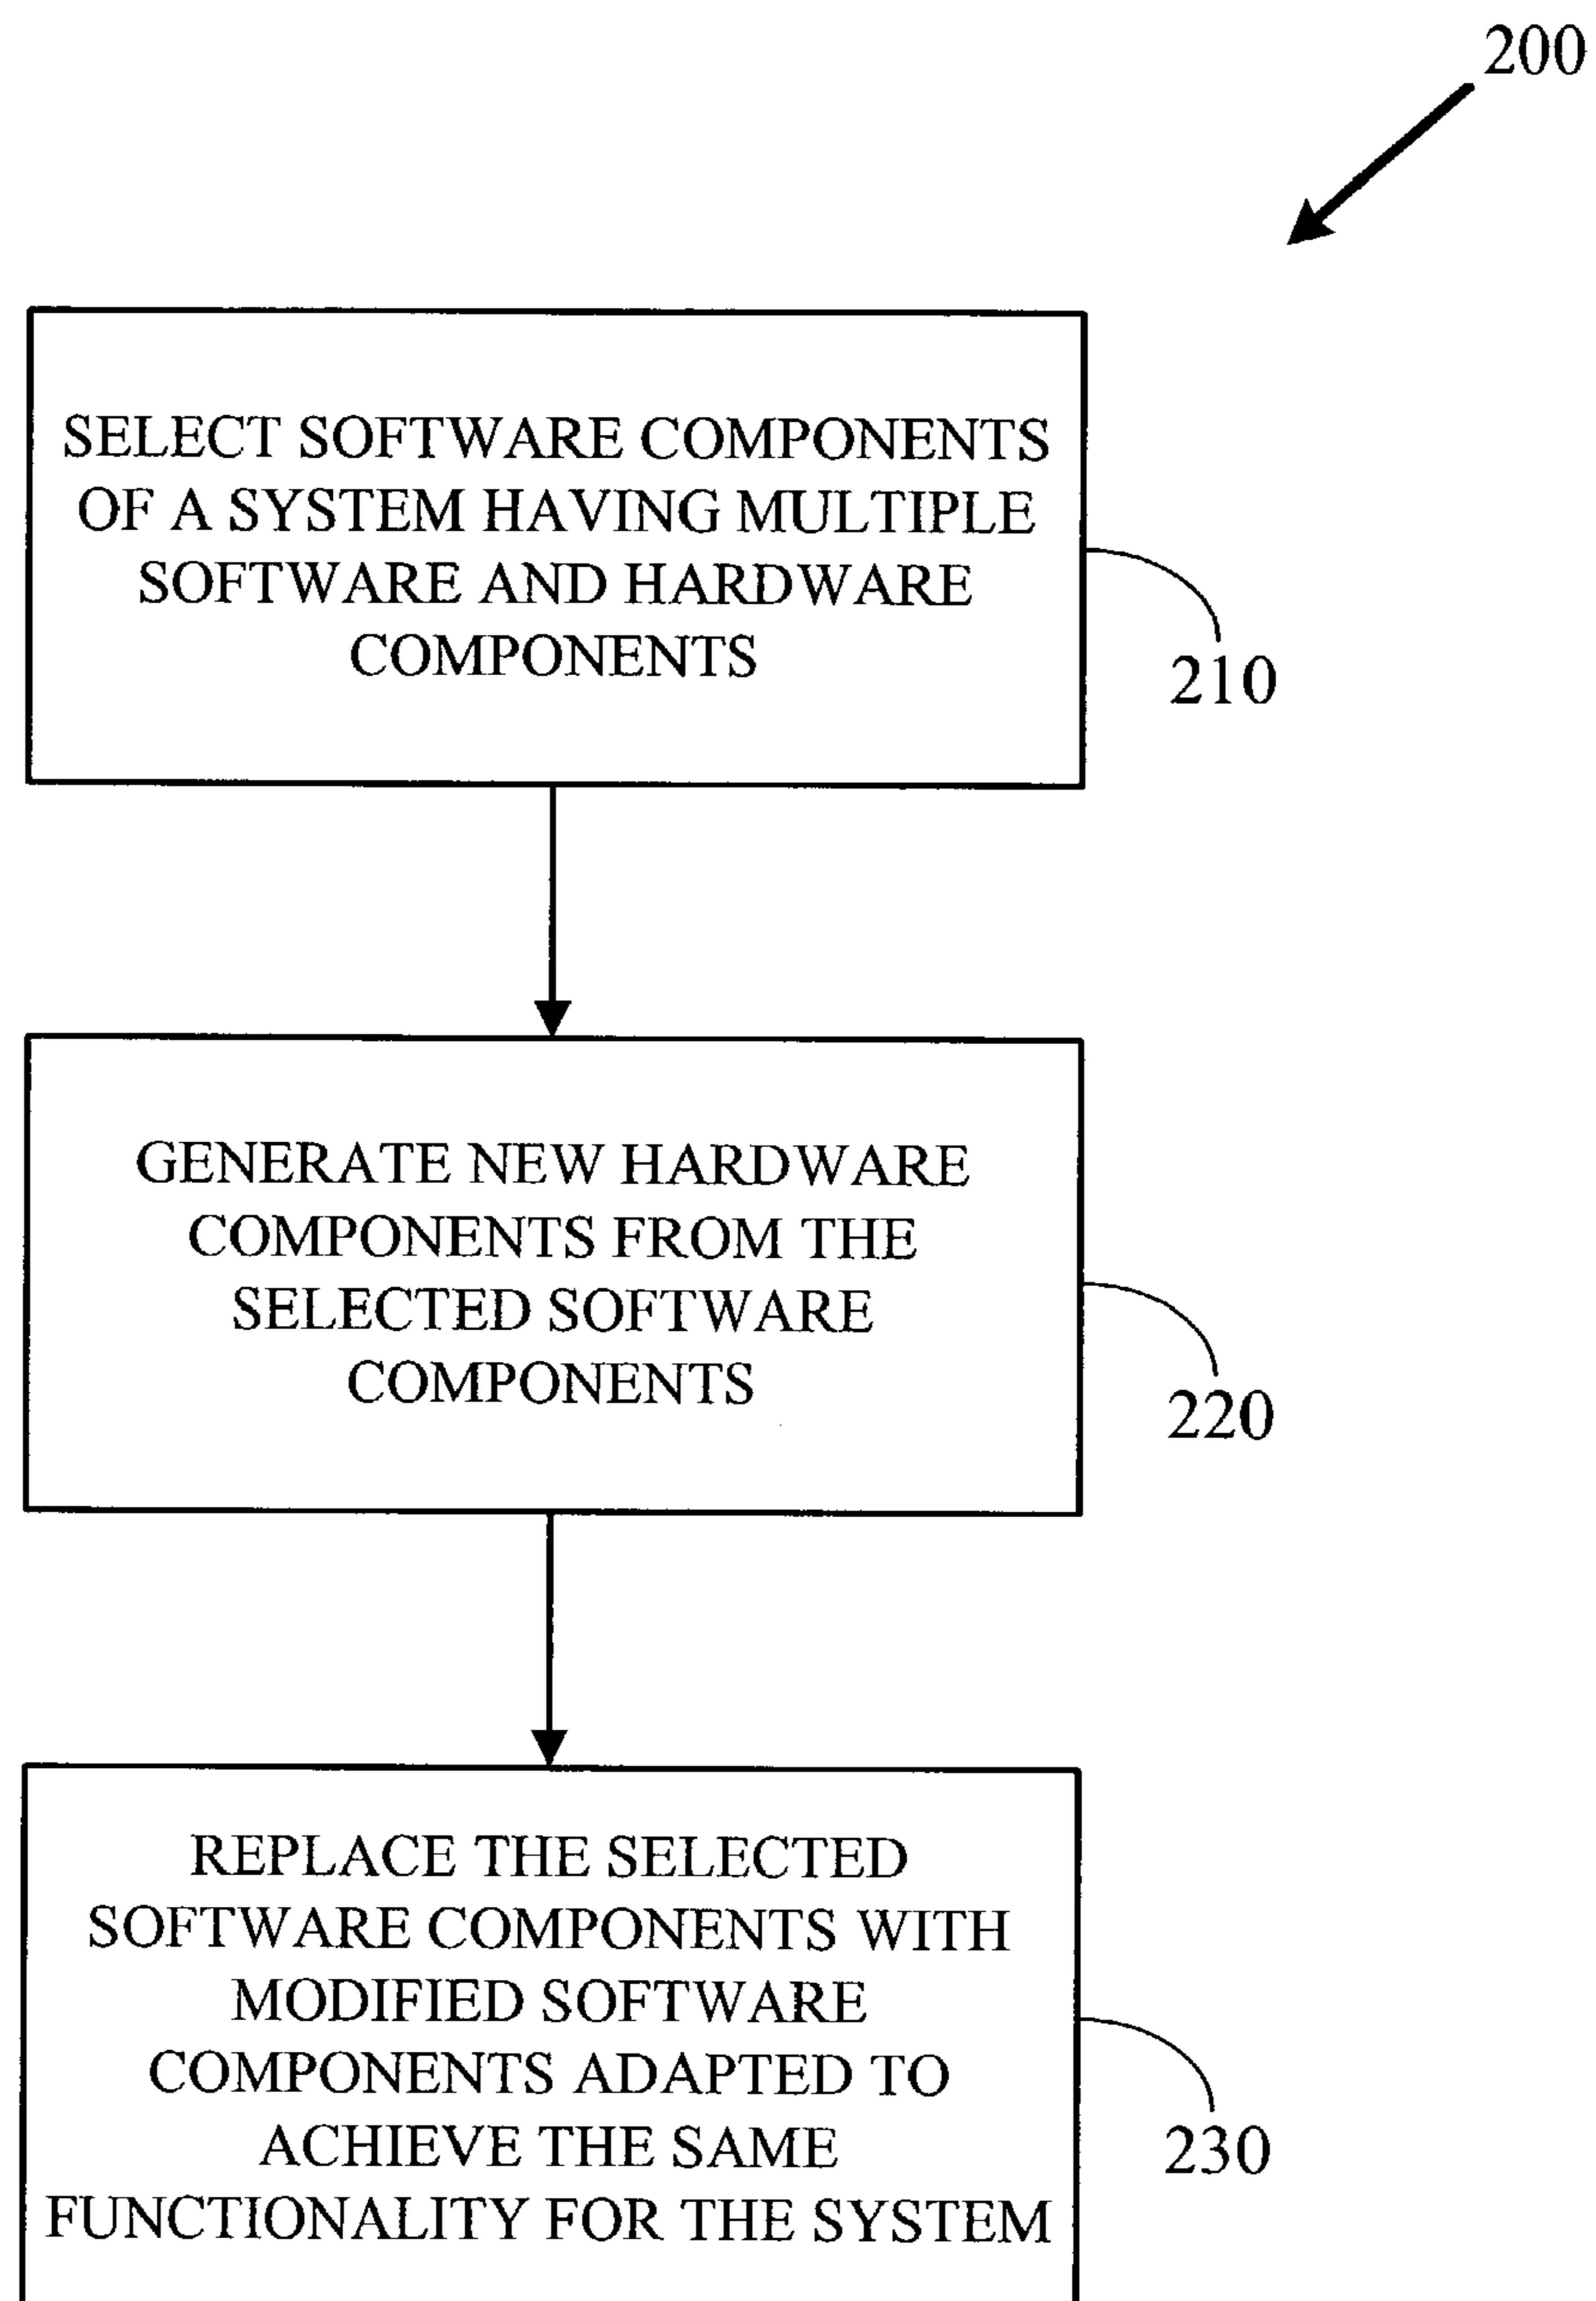 200
SELECT SOFTWARE COMPONENTS
OF A SYSTEM HAVING MULTIPLE
SOFTWARE AND HARDWARE
COMPONENTS
210
GENERATE NEW HARDWARE
COMPONENTS FROM THE
SELECTED SOFTWARE
COMPONENTS
220
REPLACE THE SELECTED
SOFTWARE COMPONENTS WITH
MODIFIED SOFTWARE
COMPONENTS ADAPTED TO
ACHIEVE THE SAME
FUNCTIONALITY FOR THE SYSTEM
230